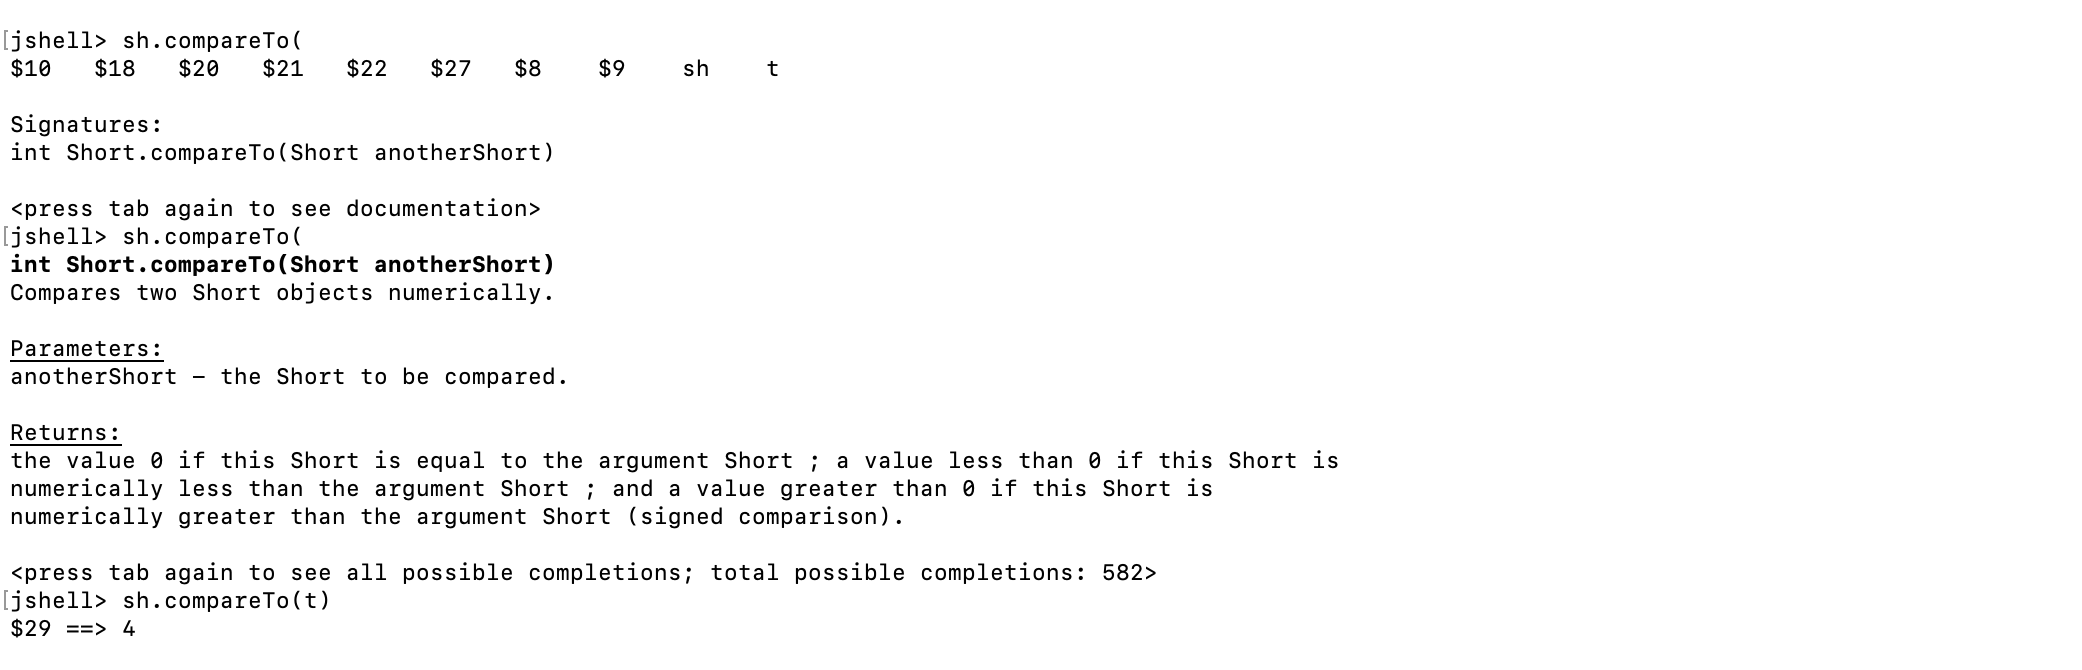 [jshell> sh.compareTo(
$10 $18 $20 $21 $22 $27 $8 $9 sh t
Signatures:
int Short.compareTo(Short anotherShort)
<press tab again to see documentation>
[jshell> sh.compareTo(
int Short.compareTo(Short anotherShort)
Compares two Short objects numerically.
Parameters:
anotherShort – the Short to be compared.
Returns:
the value 0 if this Short is equal to the argument Short ; a value less than 0 if this Short is
numerically less than the argument Short ; and a value greater than 0 if this Short is
numerically greater than the argument Short (signed comparison).
<press tab again to see all possible completions; total possible completions: 582>
[jshell> sh.compareTo(t)
$29 ==> 4